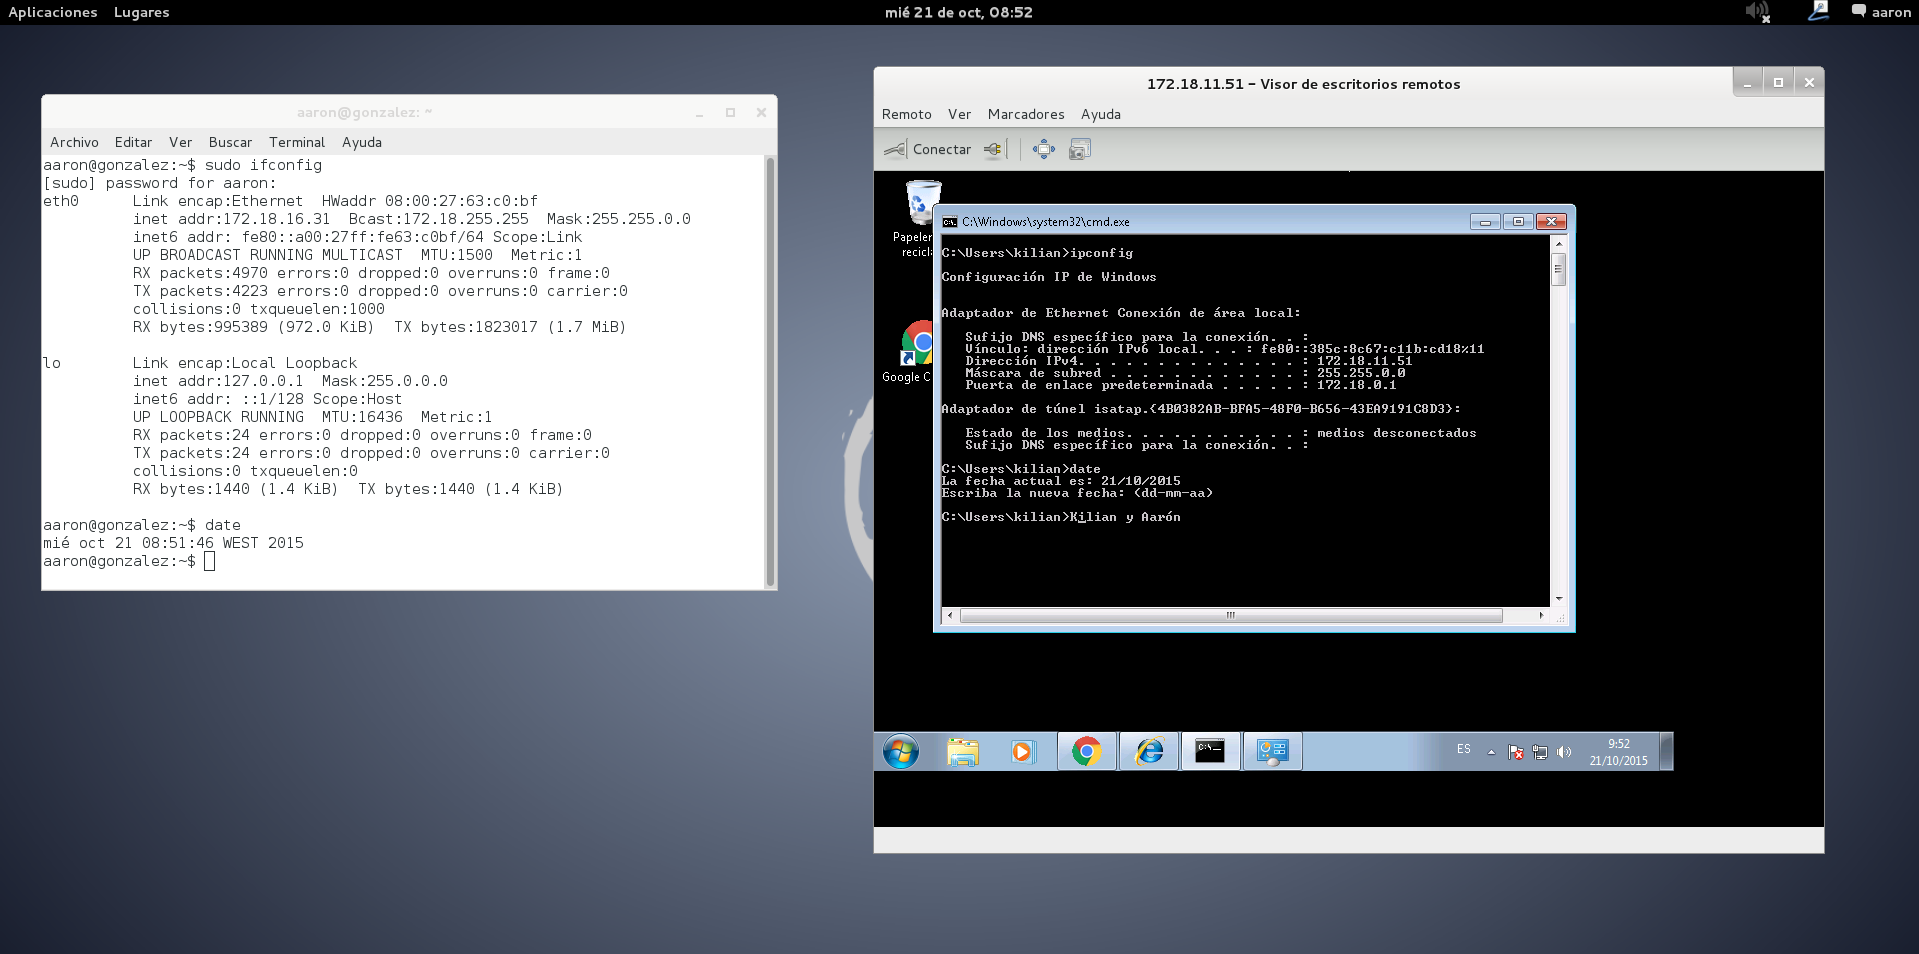 Aplicaciones Lugares mié 21 de oct, 08:52 aaron
aaron@gonzalez: ~
Archivo Editar Ver Buscar Terminal Ayuda
aaron@gonzalez:~$ sudo ifconfig
[sudo] password for aaron:
eth0 Link encap:Ethernet HWaddr 08:00:27:63:c0:bf
inet addr:172.18.16.31 Bcast:172.18.255.255 Mask:255.255.0.0
inet6 addr: fe80::a00:27ff:fe63:c0bf/64 Scope:Link
UP BROADCAST RUNNING MULTICAST MTU:1500 Metric:1
RX packets:4970 errors:0 dropped:0 overruns:0 frame:0
TX packets:4223 errors:0 dropped:0 overruns:0 carrier:0
collisions:0 txqueuelen:1000
RX bytes:995389 (972.0 KiB) TX bytes:1823017 (1.7 MiB)
lo Link encap:Local Loopback
inet addr:127.0.0.1 Mask:255.0.0.0
inet6 addr: ::1/128 Scope:Host
UP LOOPBACK RUNNING MTU:16436 Metric:1
RX packets:24 errors:0 dropped:0 overruns:0 frame:0
TX packets:24 errors:0 dropped:0 overruns:0 carrier:0
collisions:0 txqueuelen:0
RX bytes:1440 (1.4 KiB) TX bytes:1440 (1.4 KiB)
aaron@gonzalez:~$ date
mié oct 21 08:51:46 WEST 2015
aaron@gonzalez:~$
172.18.11.51 – Visor de escritorios remotos
Remoto Ver Marcadores Ayuda
Conectar
Papeler
recicl
Google C
C:\Windows\system32\cmd.exe
C:\Users\kilian>ipconfig
Configuración IP de Windows
Adaptador de Ethernet Conexión de área local:
Sufijo DNS específico para la conexión. . :
Vínculo: dirección IPv6 local. . . : fe80::385c:8c67:c11b:cd18%11
Dirección IPv4. . . . . . . . . . . . . . : 172.18.11.51
Máscara de subred . . . . . . . . . . . . : 255.255.0.0
Puerta de enlace predeterminada . . . . . : 172.18.0.1
Adaptador de túnel isatap.{4B0382AB-BFA5-48F0-B656-43EA9191C8D3}:
Estado de los medios. . . . . . . . . . . : medios desconectados
Sufijo DNS específico para la conexión. . :
C:\Users\kilian>date
La fecha actual es: 21/10/2015
Escriba la nueva fecha: (dd-mm-aa)
C:\Users\kilian>Kilian y Aarón
ES
9:52
21/10/2015